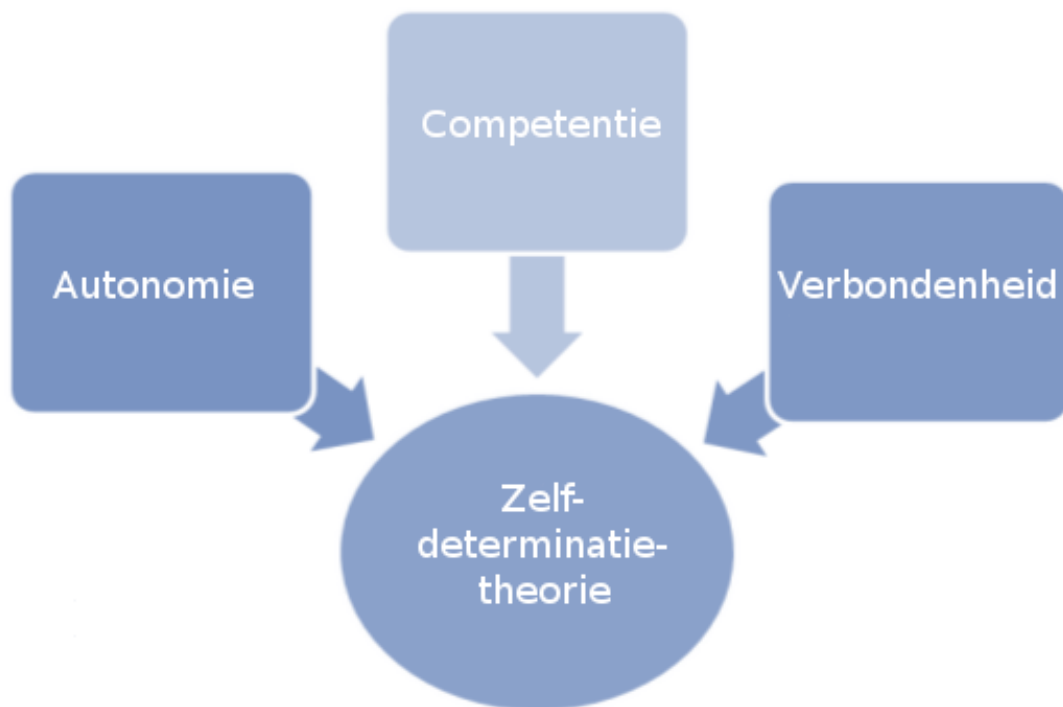 Competentie
Autonomie
Verbondenheid
Zelf-
determinatie-
theorie